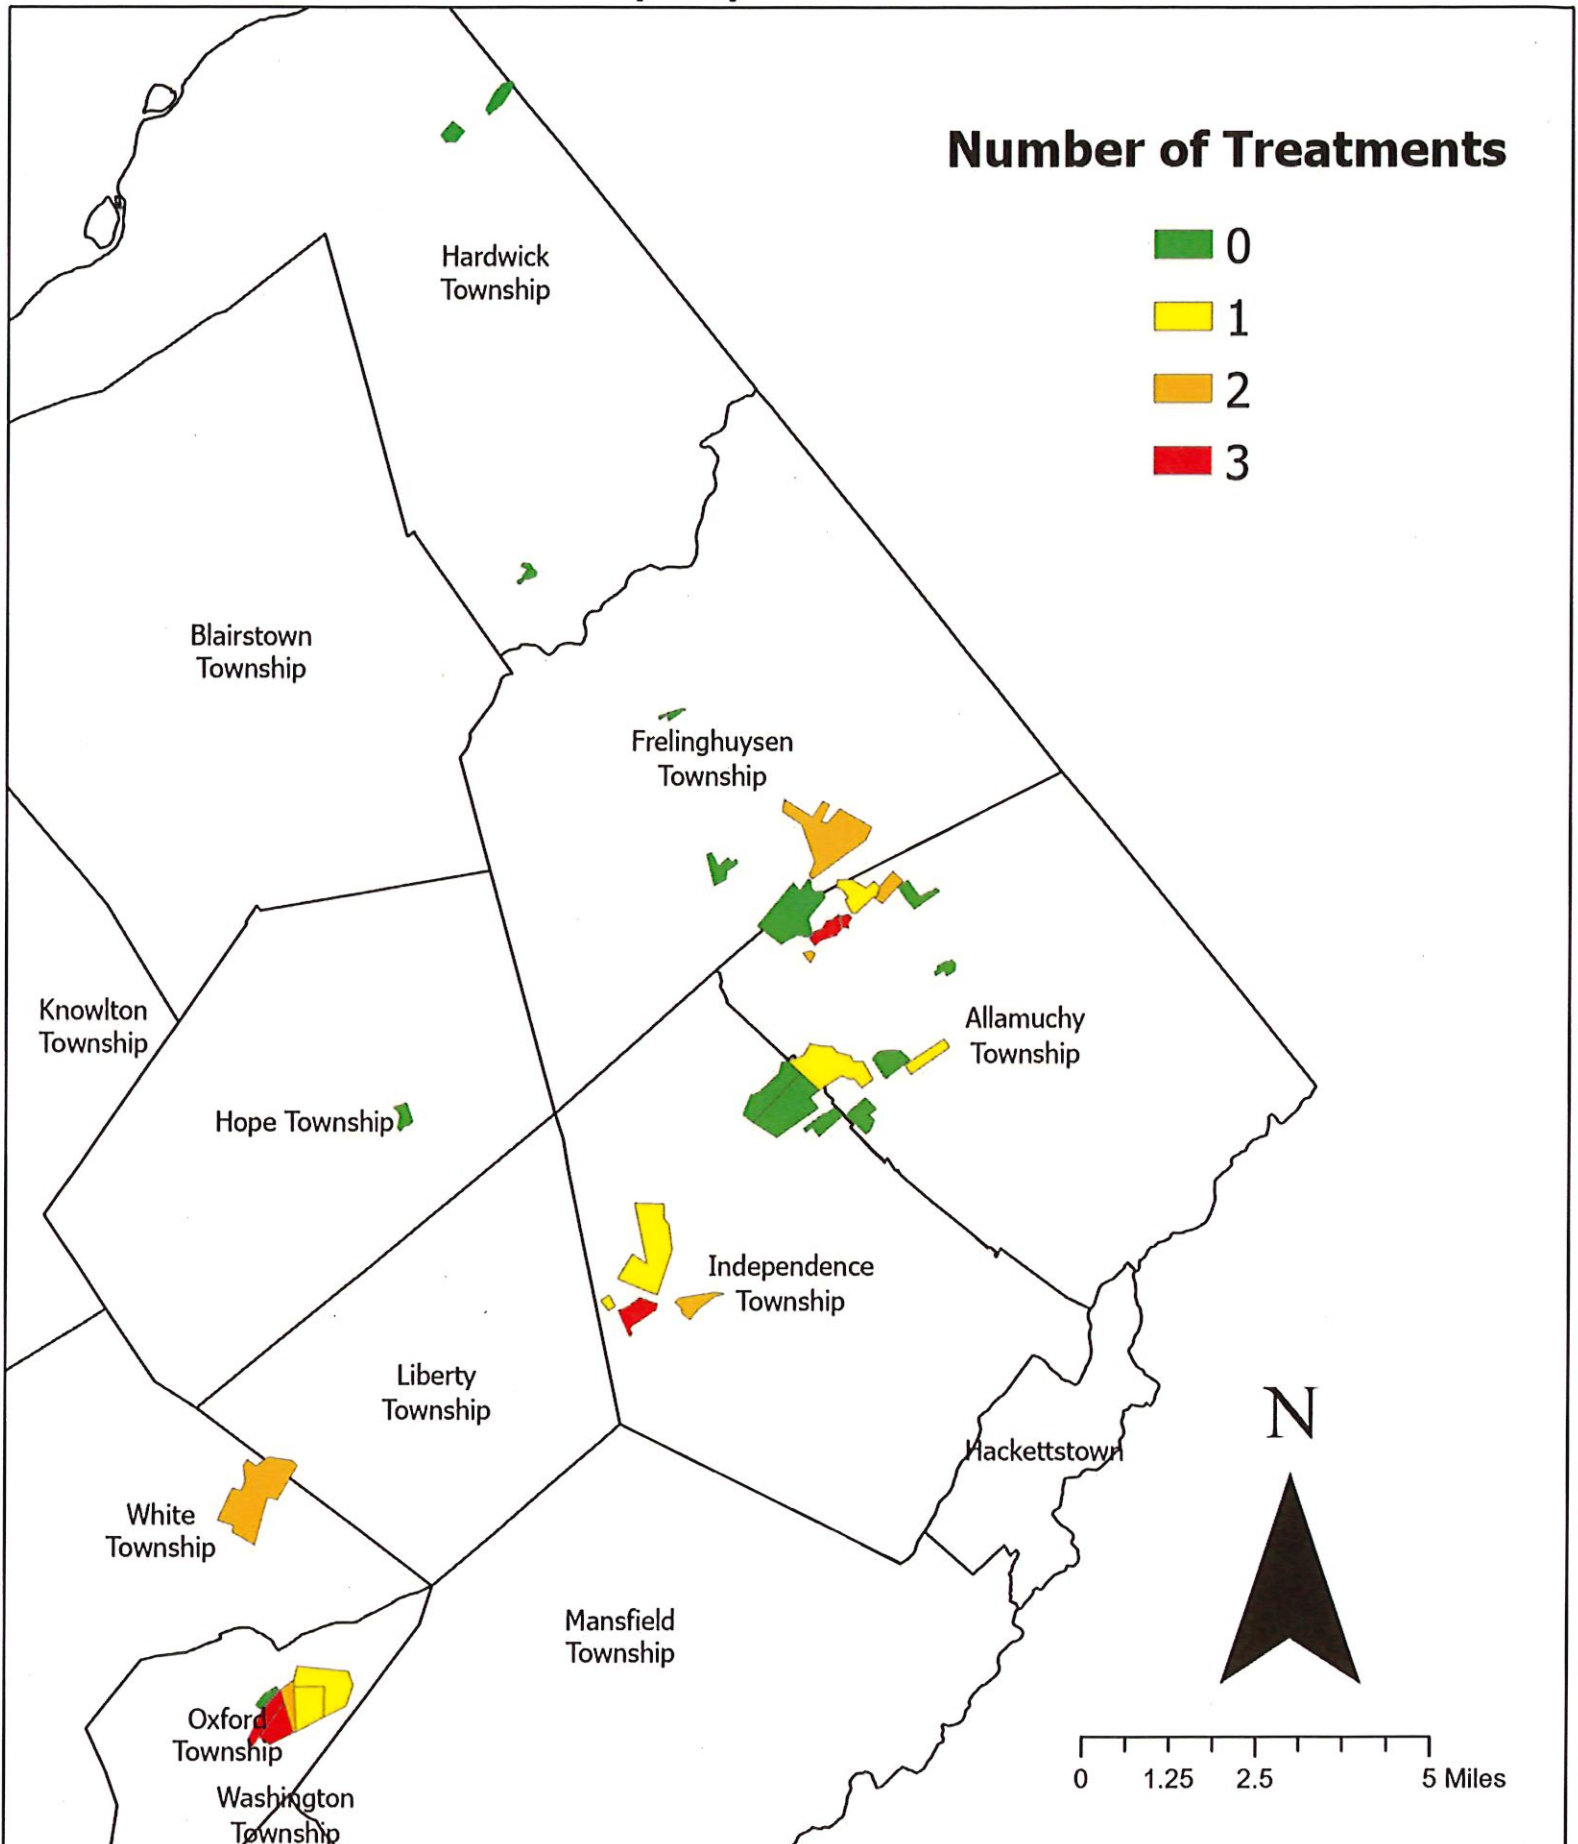 Number of Treatments
0
1
2
3
Hardwick
Township
Blairstown
Township
Frelinghuysen
Township
Knowlton
Township
Allamuchy
Township
Hope Township
Independence
Township
Liberty
Township
N
Hackettstown
White
Township
Mansfield
Township
Oxford
Township
Washington
Township
0 1.25 2.5 5 Miles